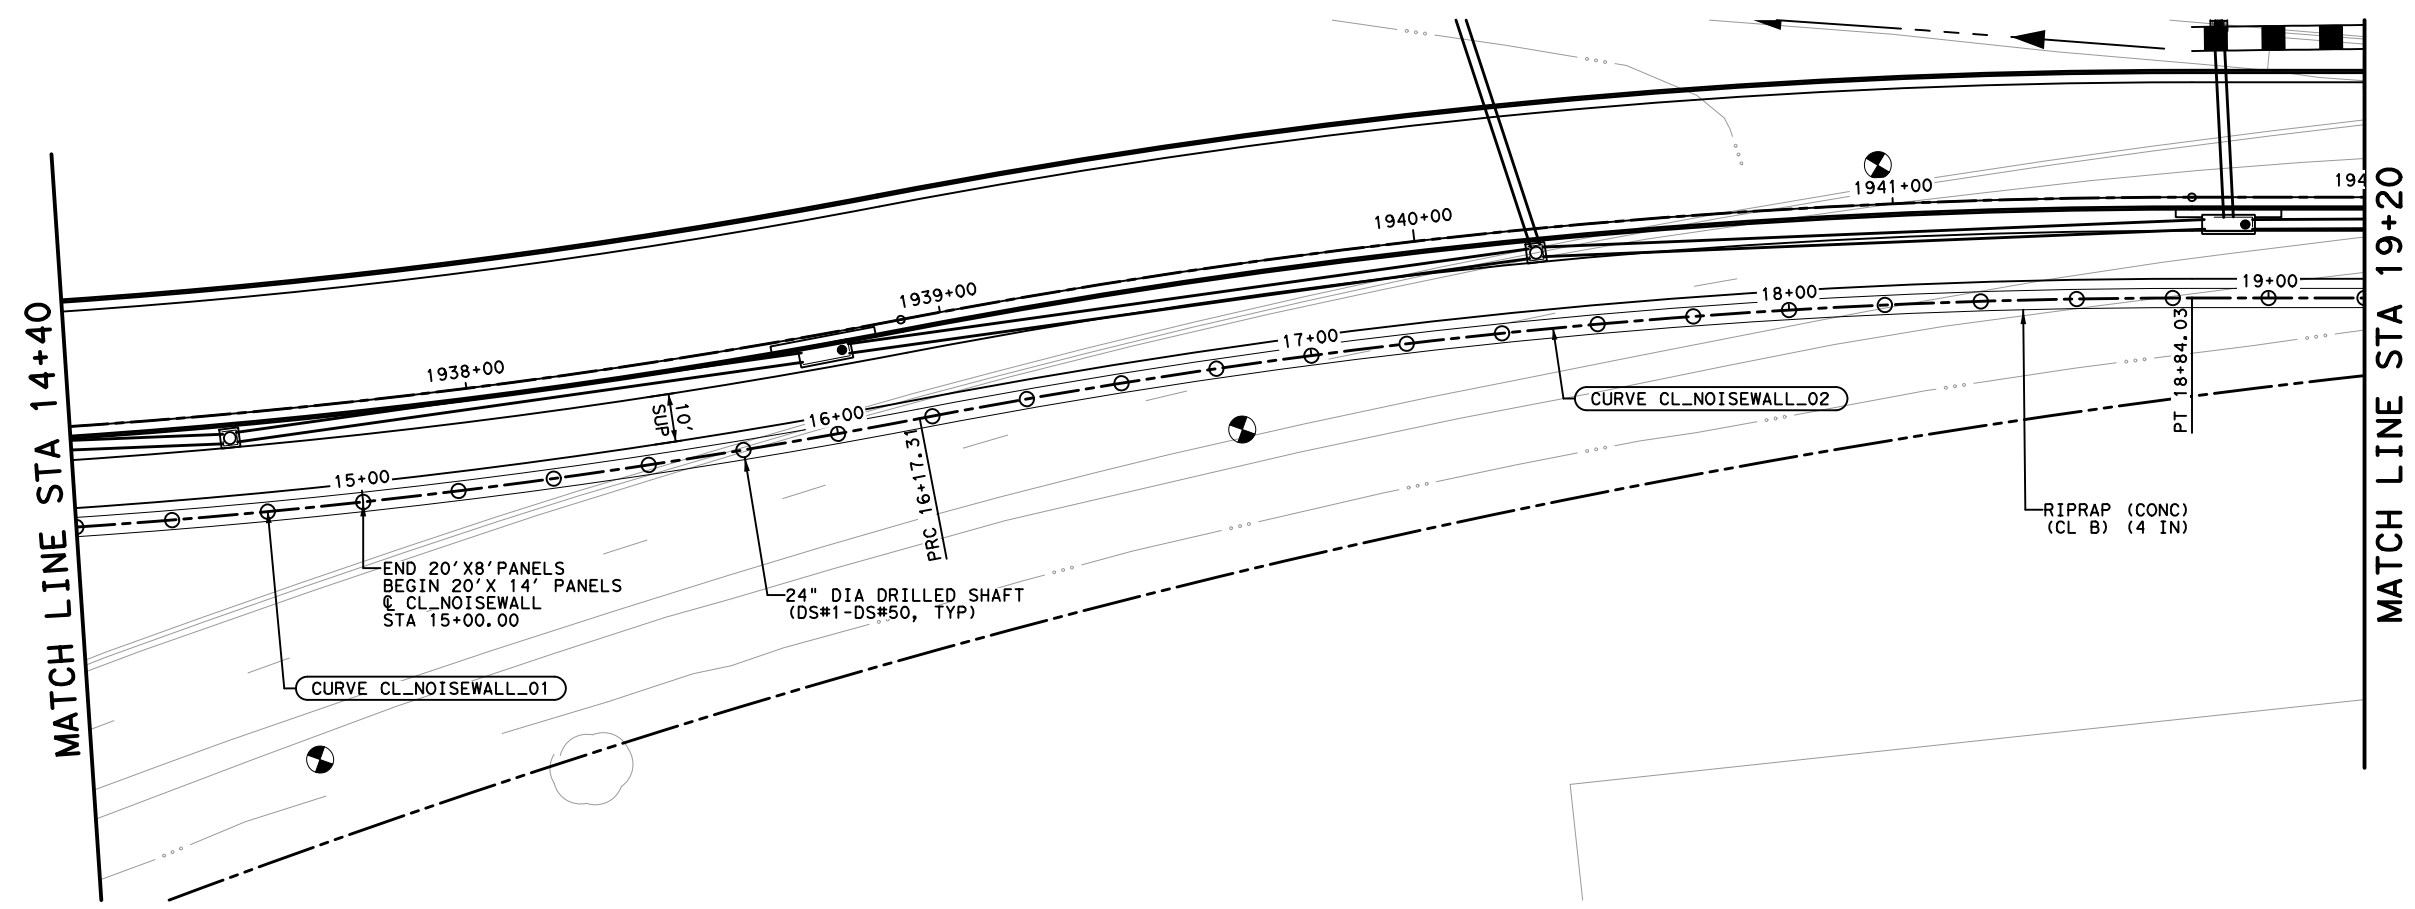 MATCH LINE STA 14+40
1938+00
1939+00
1940+00
1941+00
194
MATCH LINE STA 19+20
15+00
16+00
17+00
18+00
19+00
10'
SUP
PRC 16+17.31
PT 18+84.03
CURVE CL_NOISEWALL_02
RIPRAP (CONC)
(CL B) (4 IN)
END 20'X8'PANELS
BEGIN 20'X 14' PANELS
℄ CL_NOISEWALL
STA 15+00.00
24" DIA DRILLED SHAFT
(DS#1-DS#50, TYP)
CURVE CL_NOISEWALL_01